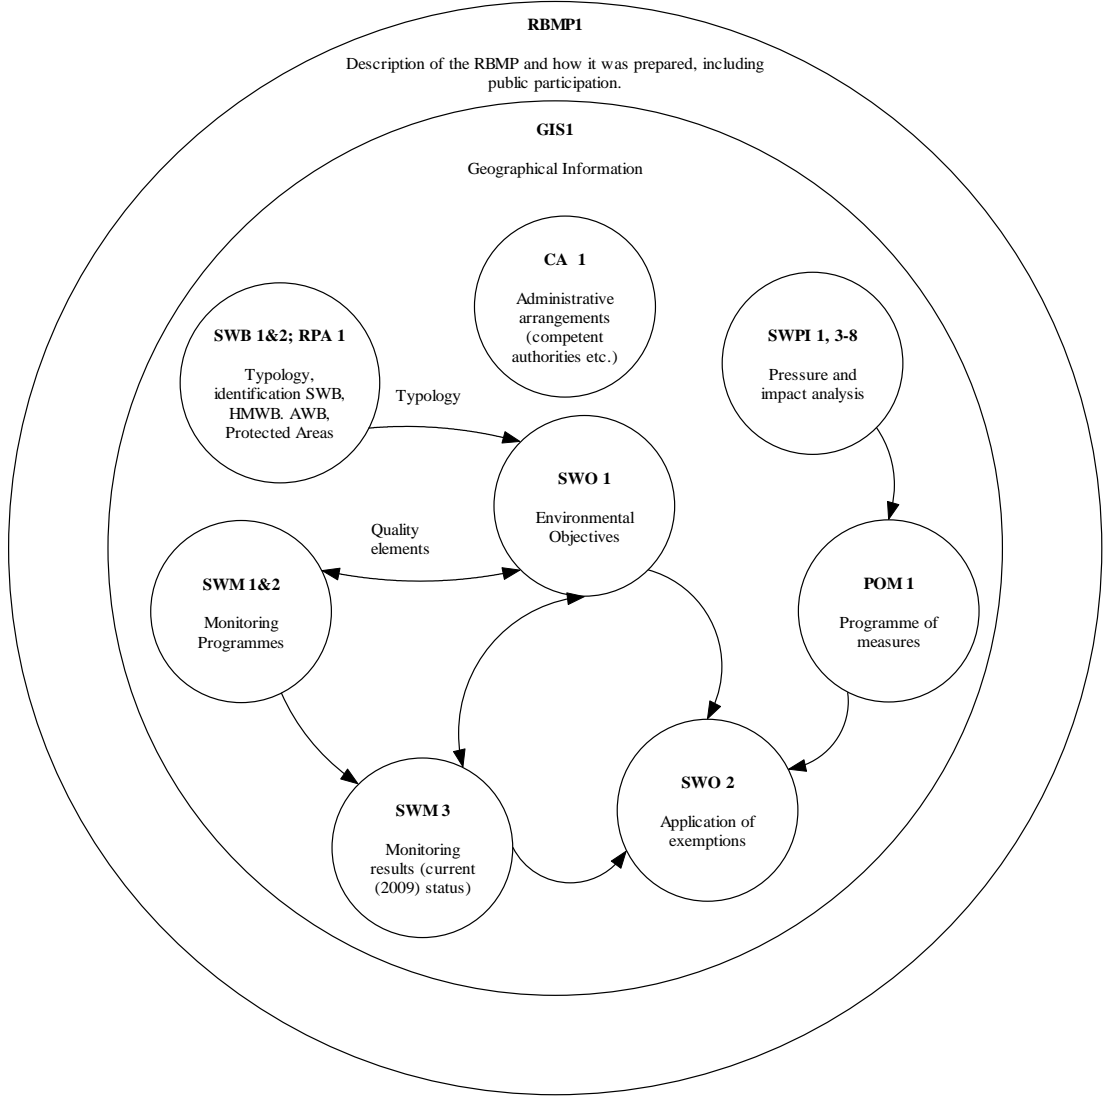 RBMP1
Description of the RBMP and how it was prepared, including
public participation.
GIS1
Geographical Information
CA 1
Administrative
arrangements
(competent
authorities etc.)
SWB 1&2; RPA 1
Typology,
identification SWB,
HMWB. AWB,
Protected Areas
Typology
SWPI 1, 3-8
Pressure and
impact analysis
SWO 1
Environmental
Objectives
Quality
elements
SWM 1&2
Monitoring
Programmes
POM 1
Programme of
measures
SWM 3
Monitoring
results (current
(2009) status)
SWO 2
Application of
exemptions